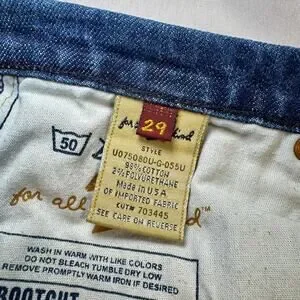 29
STYLE
U075080U-G-055U
98% COTTON
2% POLYURETHANE
Made in U.S.A
OF IMPORTED FABRIC
CUT# 703445
SEE CARE ON REVERSE
50
for all
WASH IN WARM WITH LIKE COLORS
DO NOT BLEACH TUMBLE DRY LOW
REMOVE PROMPTLY WARM IRON IF DESIRED
BOOTCUT